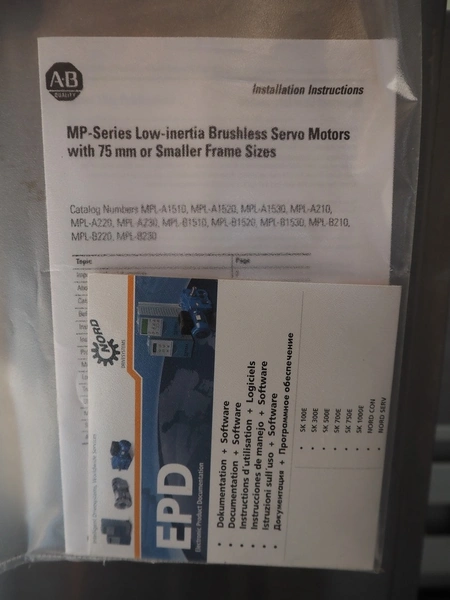 A·B
QUALITY
Installation Instructions
MP-Series Low-inertia Brushless Servo Motors
with 75 mm or Smaller Frame Sizes
Catalog Numbers MPL-A1510, MPL-A1520, MPL-A1530, MPL-A210,
MPL-A220, MPL-A230, MPL-B1510, MPL-B1520, MPL-B1530, MPL-B210,
MPL-B220, MPL-B230
Topic Page
NORD
EPD
Electronic Product Documentation
• Dokumentation + Software
• Documentation + Software
• Instructions d'utilisation + Logiciels
• Instrucciones de manejo + Software
• Istruzioni sull'uso + Software
• Документация + Программное обеспечение
• SK 100E
• SK 300E
• SK 500E
• SK 700E
• SK 750E
• SK 1000E
• NORD CON
• NORD SERV